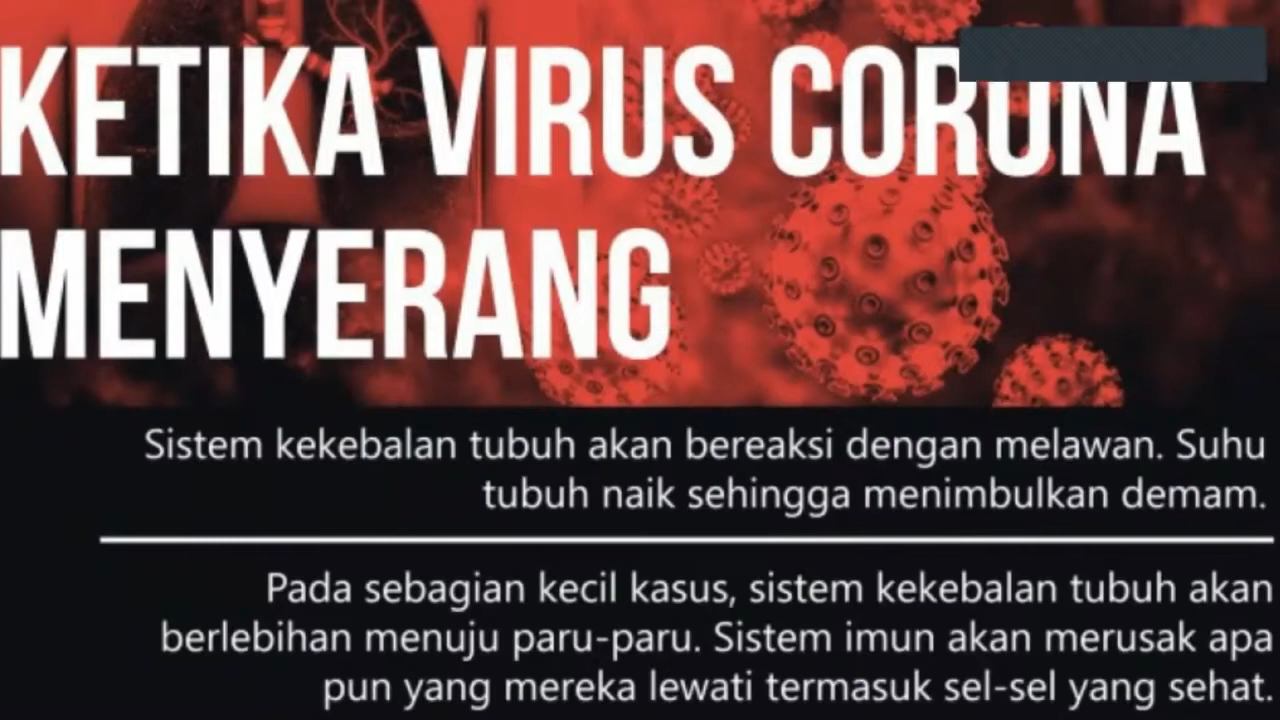 KETIKA VIRUS CORONA
MENYERANG
Sistem kekebalan tubuh akan bereaksi dengan melawan. Suhu
tubuh naik sehingga menimbulkan demam.
Pada sebagian kecil kasus, sistem kekebalan tubuh akan
berlebihan menuju paru-paru. Sistem imun akan merusak apa
pun yang mereka lewati termasuk sel-sel yang sehat.